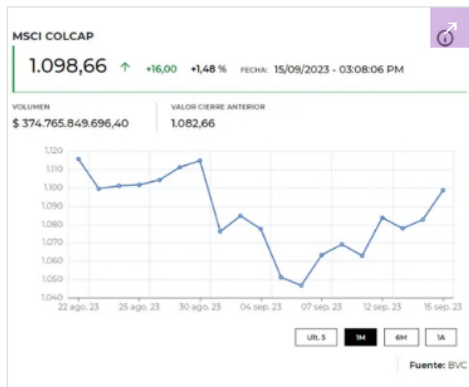 MSCI COLCAP
1.098,66 ↑ +16,00 +1,48 % FECHA: 15/09/2023 - 03:08:06 PM
VOLUMEN VALOR CIERRE ANTERIOR
$ 374.765.849.696,40 1.082,66
1.120
1.110
1.100
1.090
1.080
1.070
1.060
1.050
1.040
22 ago. 23 25 ago. 23 30 ago. 23 04 sep. 23 07 sep. 23 12 sep. 23 15 sep. 23
Ult. 5 1M 6M 1A
Fuente: BVC